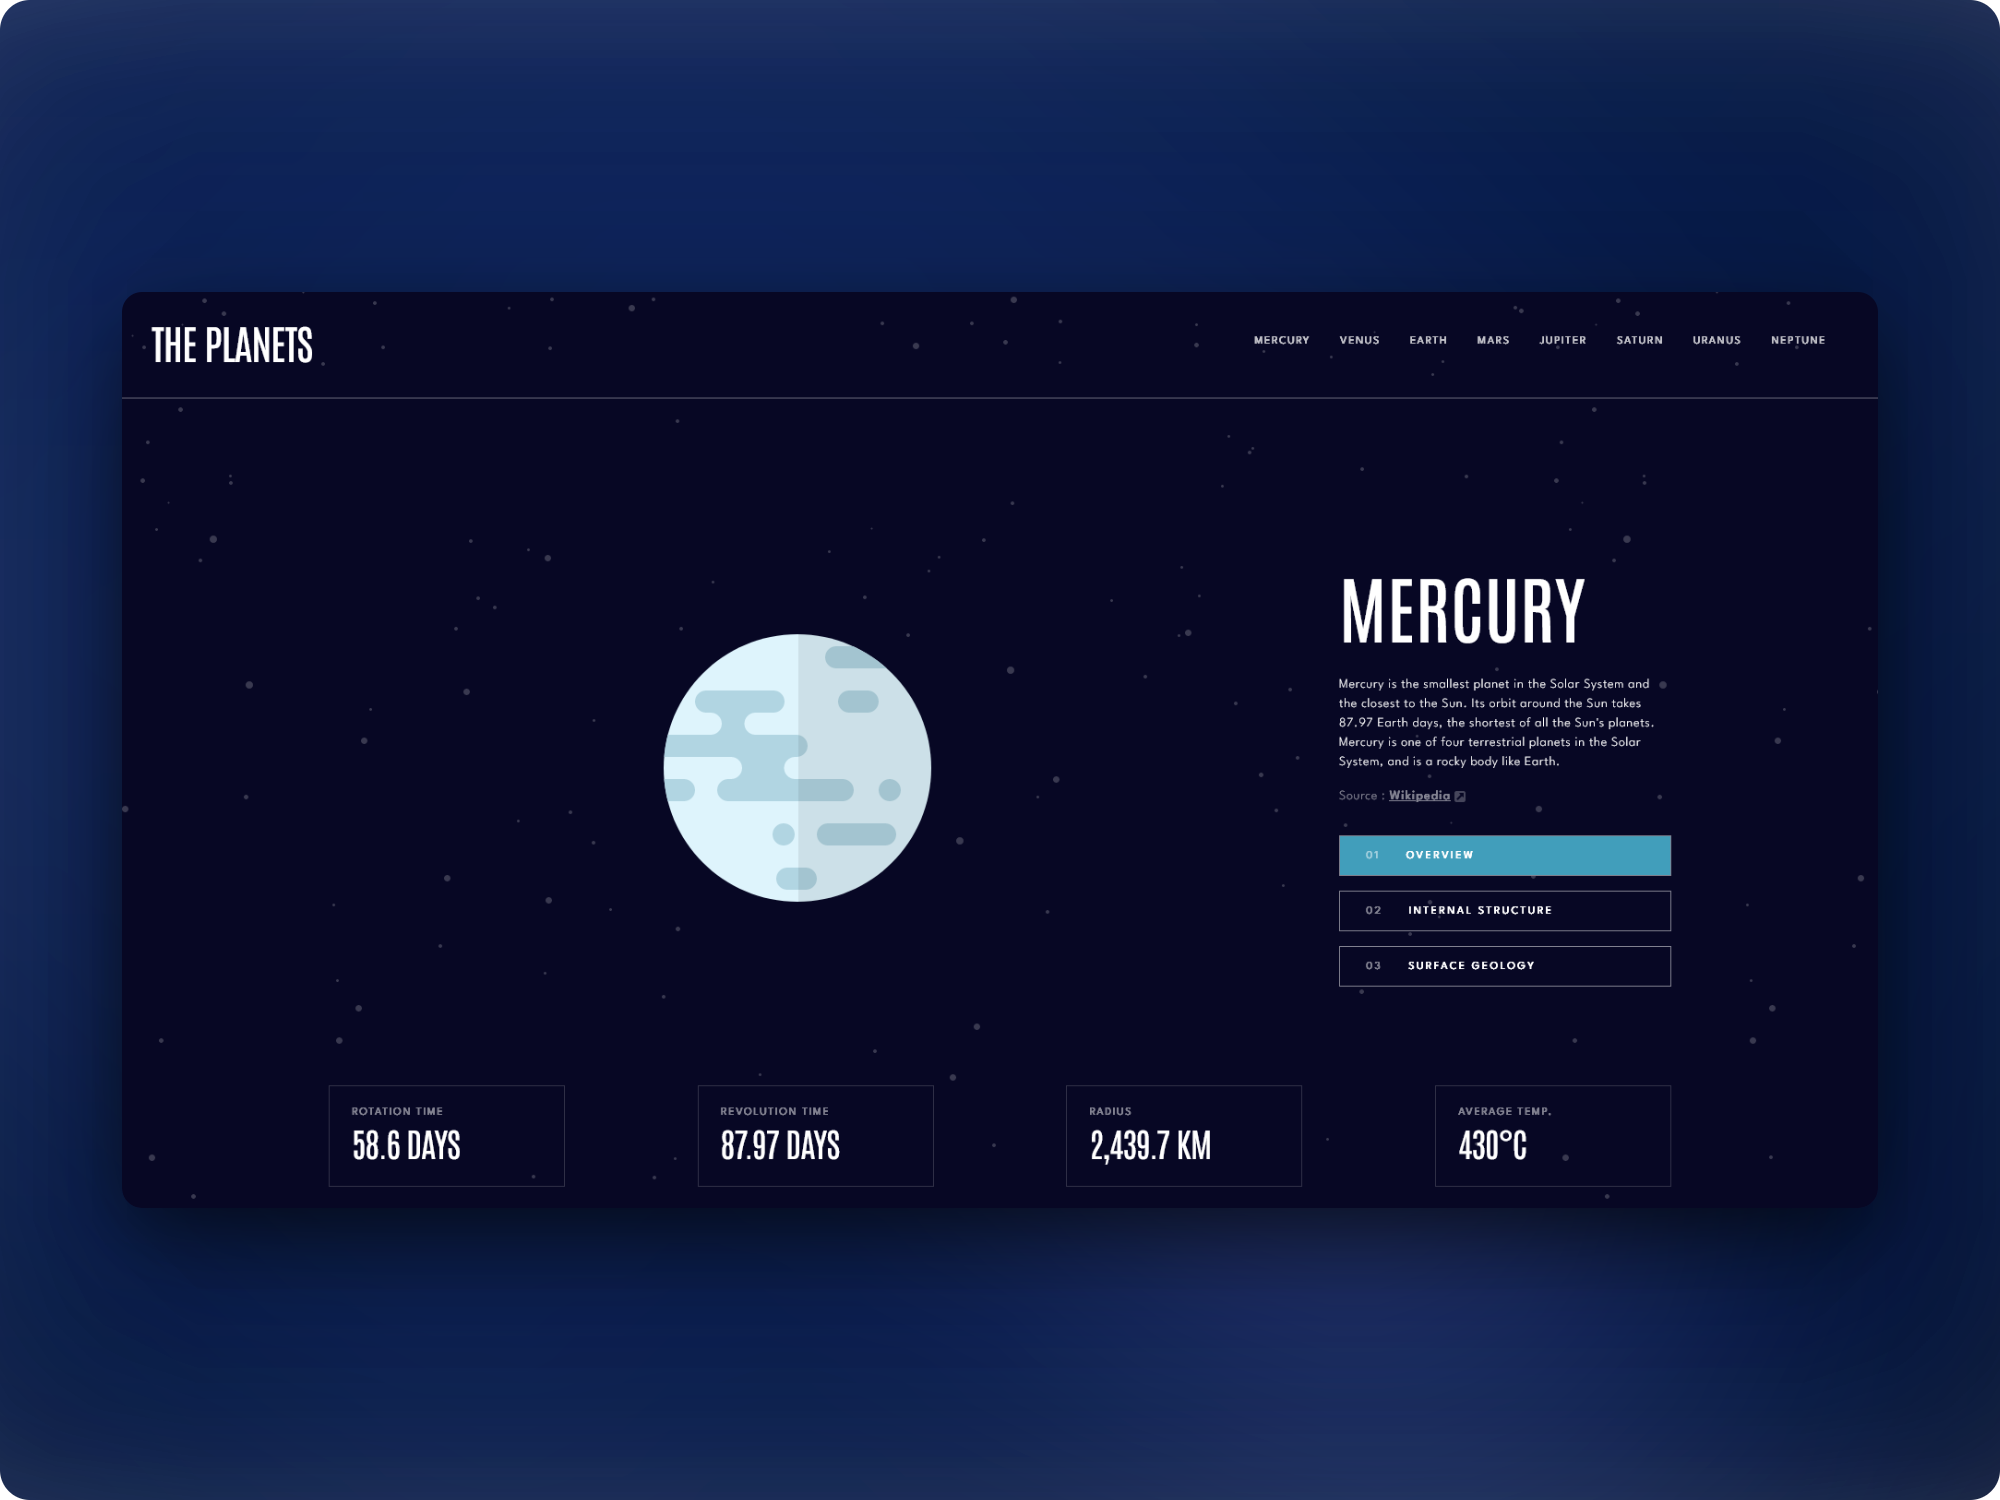 THE PLANETS
MERCURY VENUS EARTH MARS JUPITER SATURN URANUS NEPTUNE
MERCURY
Mercury is the smallest planet in the Solar System and
the closest to the Sun. Its orbit around the Sun takes
87.97 Earth days, the shortest of all the Sun's planets.
Mercury is one of four terrestrial planets in the Solar
System, and is a rocky body like Earth.
Source : Wikipedia
01 OVERVIEW
02 INTERNAL STRUCTURE
03 SURFACE GEOLOGY
ROTATION TIME
58.6 DAYS
REVOLUTION TIME
87.97 DAYS
RADIUS
2,439.7 KM
AVERAGE TEMP.
430°C